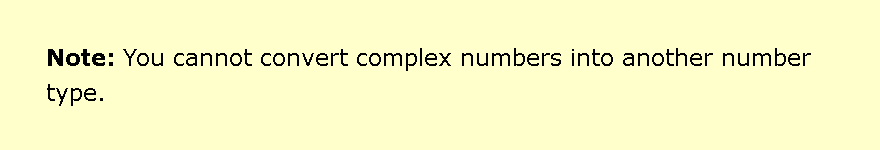 Note: You cannot convert complex numbers into another number
type.